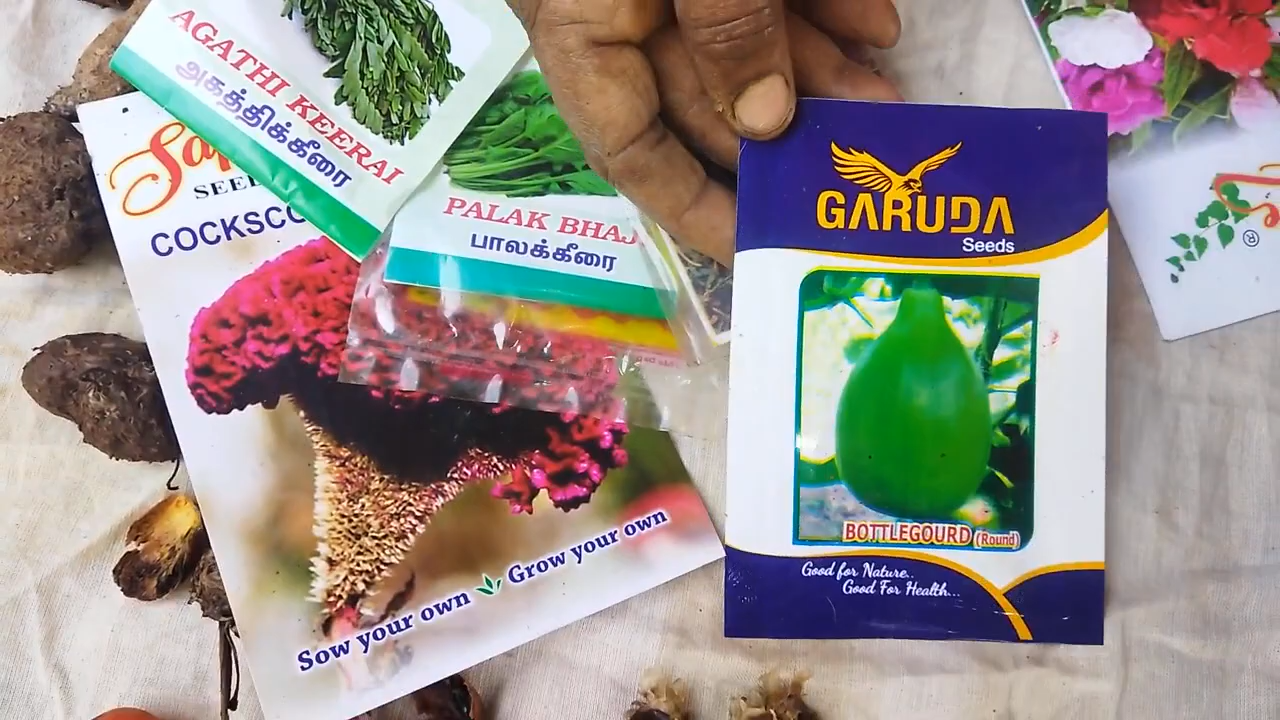 AGATHI KEERAI
அகத்திக்கீரை
SEED
COCKSCO
PALAK BHAJ
பாலக்கீரை
Sow your own Grow your own
GARUDA
Seeds
BOTTLEGOURD (Round)
Good for Nature..
Good For Health...
®